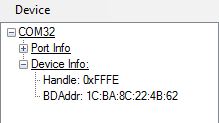 Device
COM32
Port Info
Device Info:
Handle: 0xFFFE
BDAddr: 1C:BA:8C:22:4B:62